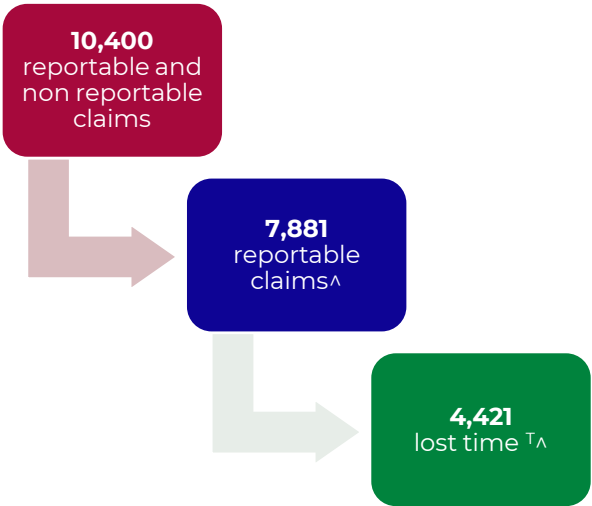 10,400
reportable and
non reportable
claims
7,881
reportable
claims^
4,421
lost time ᵀ^